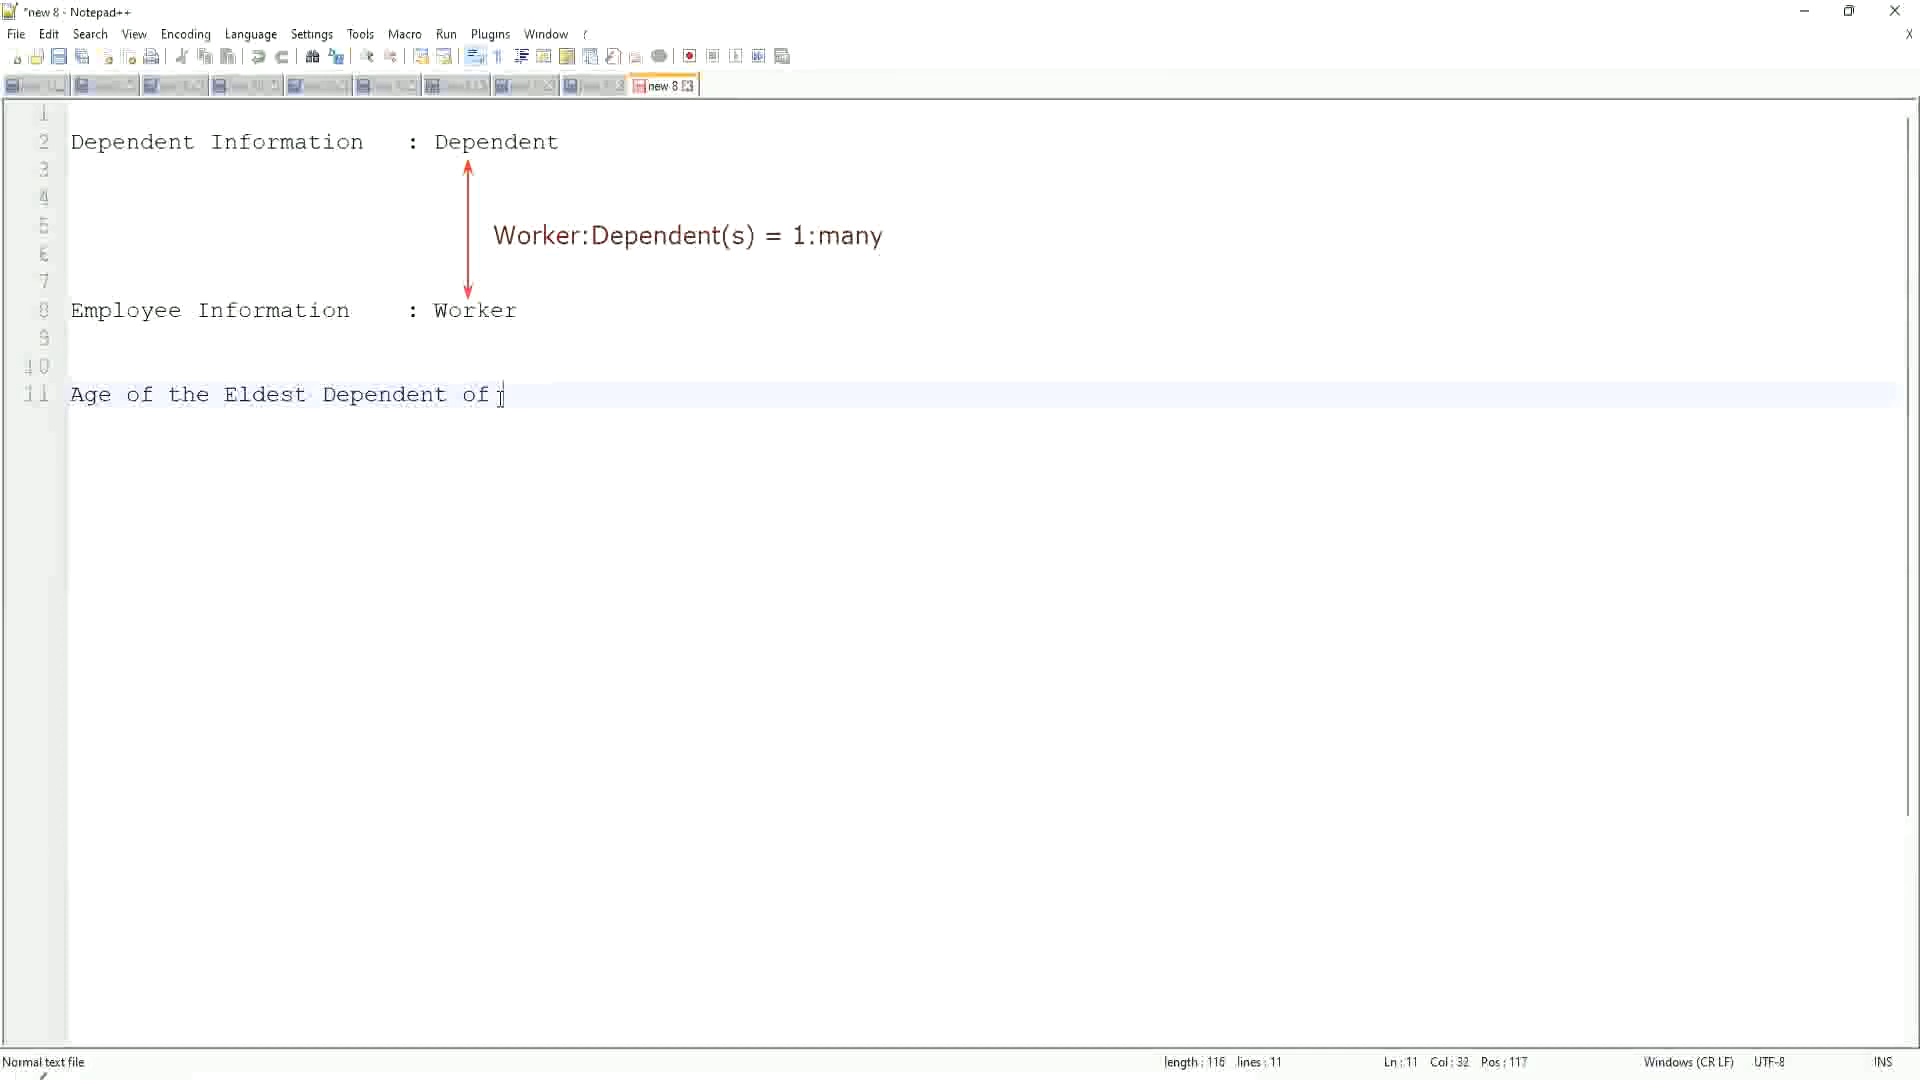 *new 8 - Notepad++
File Edit Search View Encoding Language Settings Tools Macro Run Plugins Window
new 8
1
2 Dependent Information : Dependent
3
4
5 Worker:Dependent(s) = 1:many
6
7
8 Employee Information : Worker
9
10
11 Age of the Eldest Dependent of
Normal text file length : 116 lines : 11 Ln : 11 Col : 32 Pos : 117 Windows (CR LF) UTF-8 INS